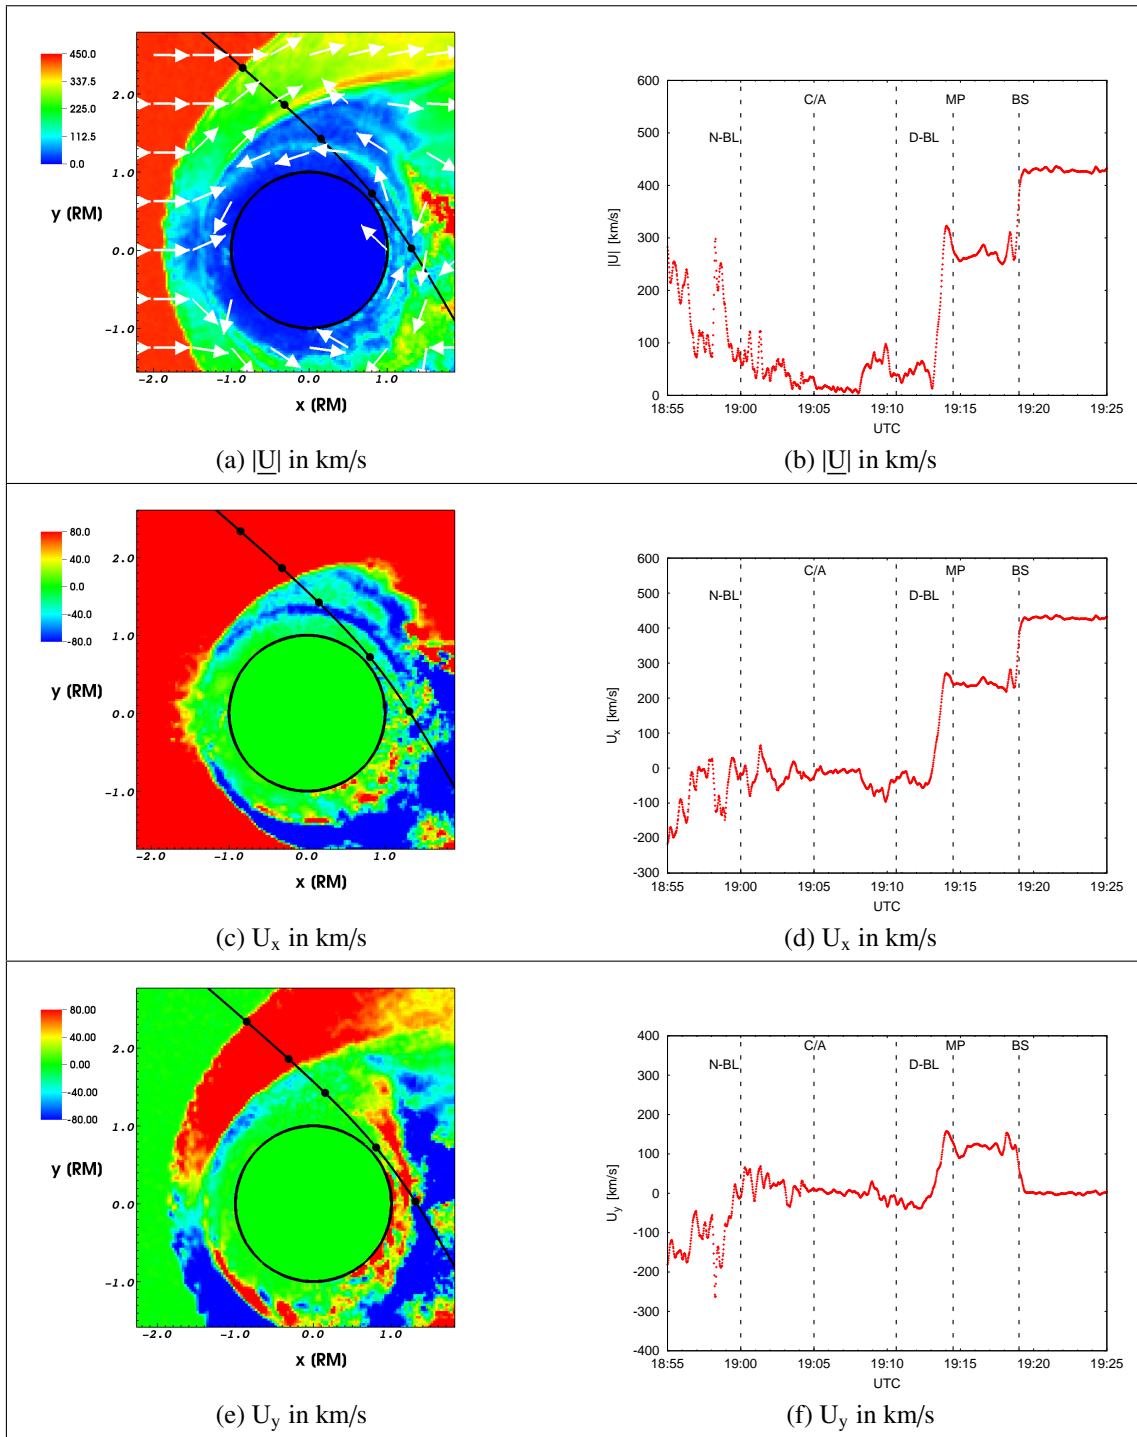 450.0
337.5
225.0
112.5
0.0
2.0
1.0
0.0
-1.0
y (RM)
-2.0 -1.0 0.0 1.0
x (RM)
(a) |U| in km/s
600
500
400
300
200
100
0
|U| [km/s]
C/A MP BS
N-BL D-BL
18:55 19:00 19:05 19:10 19:15 19:20 19:25
UTC
(b) |U| in km/s
80.0
40.0
0.0
-40.0
-80.0
2.0
1.0
0.0
-1.0
y (RM)
-2.0 -1.0 0.0 1.0
x (RM)
(c) Ux in km/s
600
500
400
300
200
100
0
-100
-200
-300
U_x [km/s]
C/A MP BS
N-BL D-BL
18:55 19:00 19:05 19:10 19:15 19:20 19:25
UTC
(d) Ux in km/s
80.00
40.00
0.00
-40.00
-80.00
2.0
1.0
0.0
-1.0
y (RM)
-2.0 -1.0 0.0 1.0
x (RM)
(e) Uy in km/s
400
300
200
100
0
-100
-200
-300
-400
U_y [km/s]
C/A MP BS
N-BL D-BL
18:55 19:00 19:05 19:10 19:15 19:20 19:25
UTC
(f) Uy in km/s